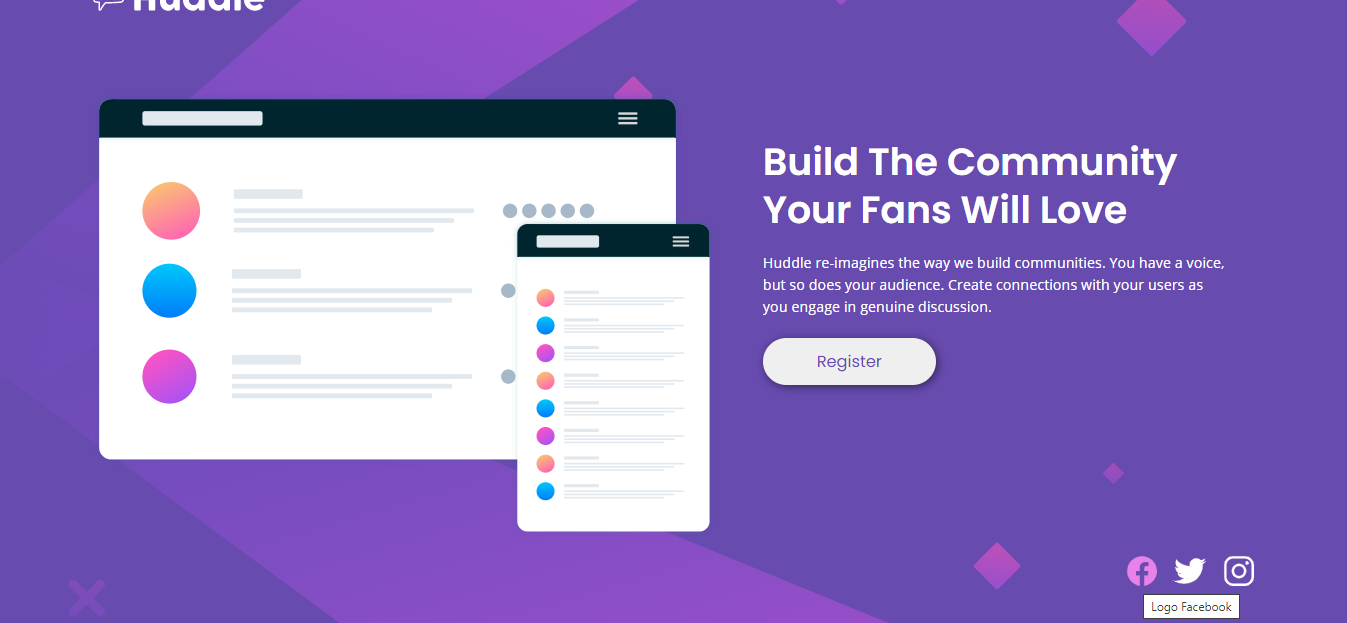 Huddle
Build The Community
Your Fans Will Love
Huddle re-imagines the way we build communities. You have a voice,
but so does your audience. Create connections with your users as
you engage in genuine discussion.
Register
Logo Facebook